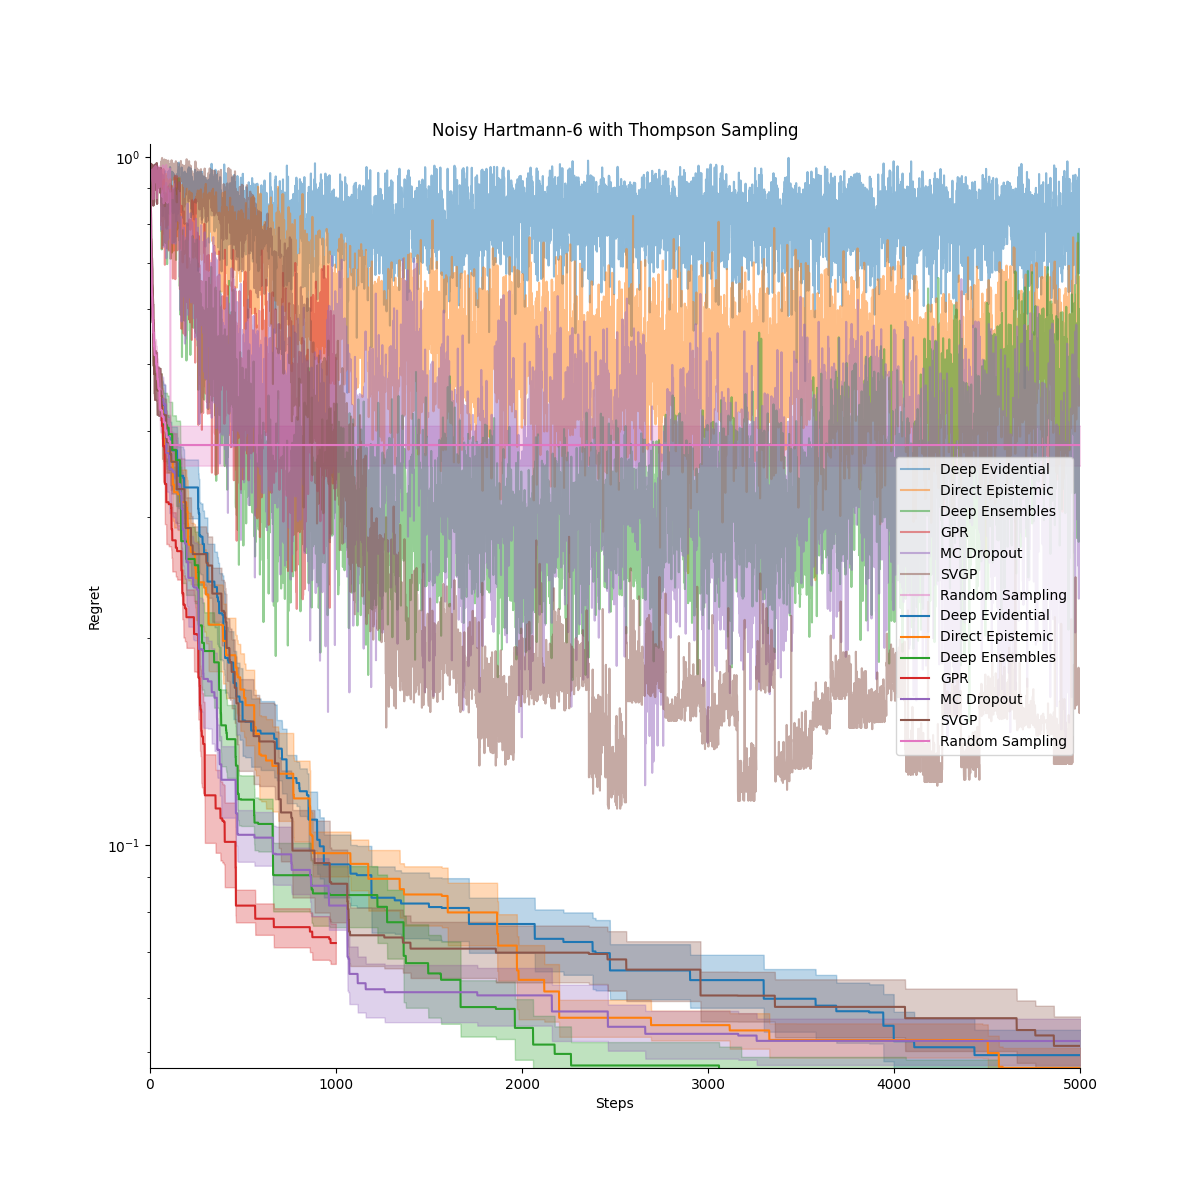 Noisy Hartmann-6 with Thompson Sampling
10⁰
10⁻¹
Regret
Deep Evidential
Direct Epistemic
Deep Ensembles
GPR
MC Dropout
SVGP
Random Sampling
Deep Evidential
Direct Epistemic
Deep Ensembles
GPR
MC Dropout
SVGP
Random Sampling
0 1000 2000 3000 4000 5000
Steps